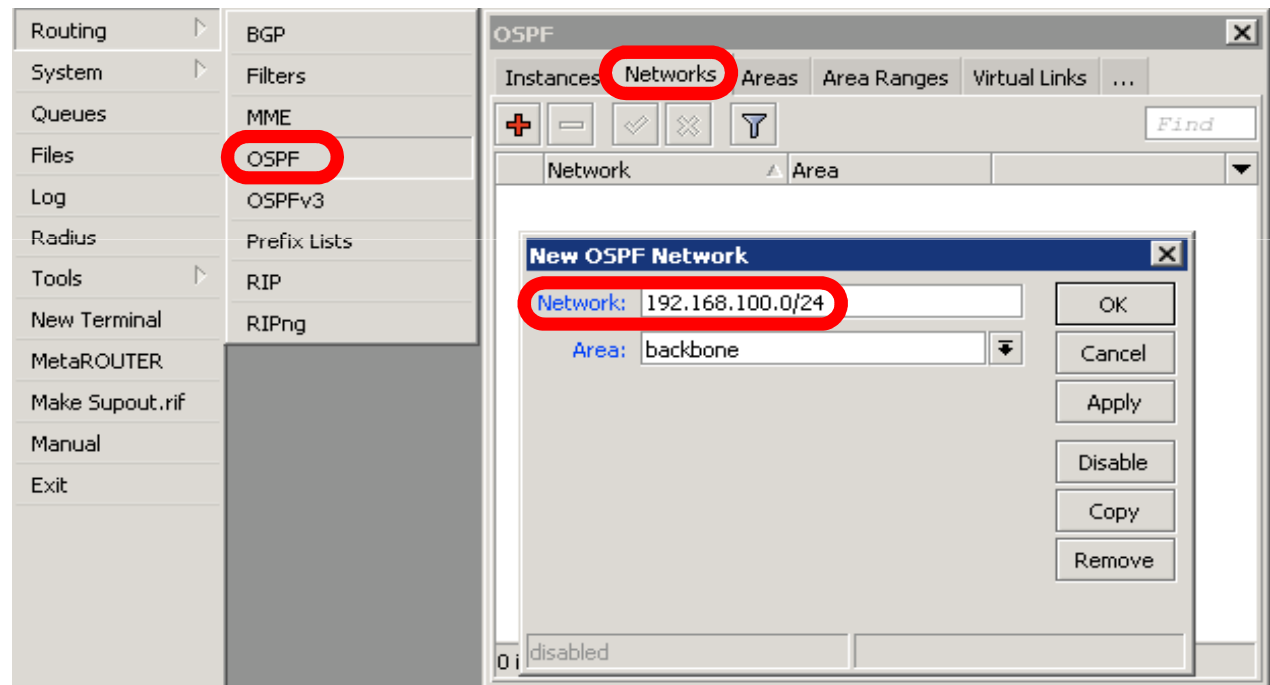 Routing
System
Queues
Files
Log
Radius
Tools
New Terminal
MetaROUTER
Make Supout.rif
Manual
Exit
BGP
Filters
MME
OSPF
OSPFv3
Prefix Lists
RIP
RIPng
OSPF
Instances Networks Areas Area Ranges Virtual Links ...
Find
Network Area
New OSPF Network
Network: 192.168.100.0/24
Area: backbone
OK
Cancel
Apply
Disable
Copy
Remove
disabled
0 i